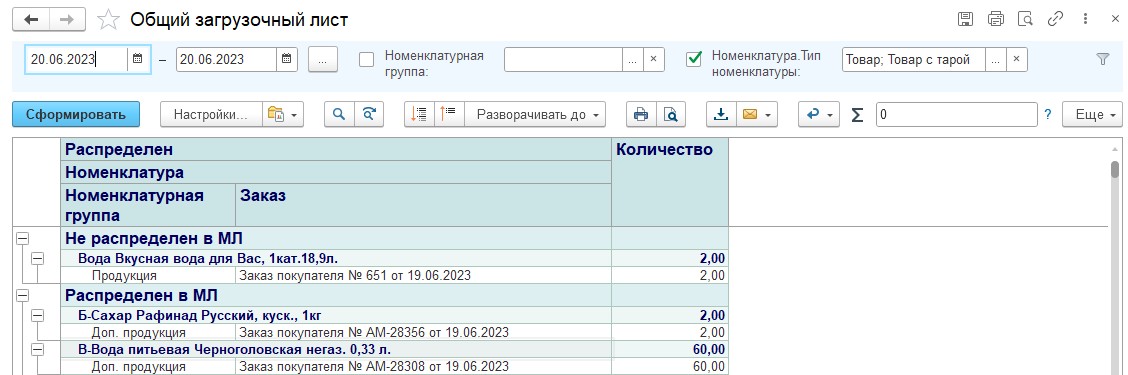 Общий загрузочный лист
20.06.2023 – 20.06.2023 ... Номенклатурная группа: ... × Номенклатура.Тип номенклатуры: Товар; Товар с тарой ... ×
Сформировать Настройки... Разворачивать до Σ 0 ? Еще
Распределен Количество
Номенклатура
Номенклатурная группа Заказ
Не распределен в МЛ
Вода Вкусная вода для Вас, 1кат.18,9л. 2,00
Продукция Заказ покупателя № 651 от 19.06.2023 2,00
Распределен в МЛ
Б-Сахар Рафинад Русский, куск., 1кг 2,00
Доп. продукция Заказ покупателя № АМ-28356 от 19.06.2023 2,00
В-Вода питьевая Черноголовская негаз. 0,33 л. 60,00
Доп. продукция Заказ покупателя № АМ-28308 от 19.06.2023 60,00